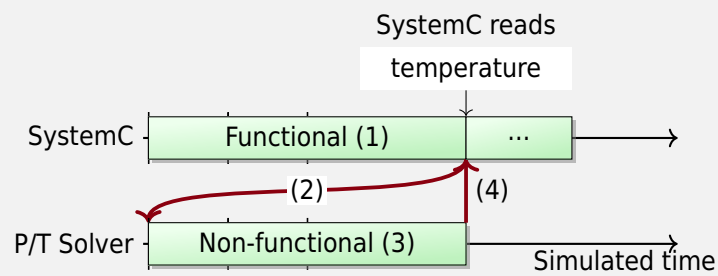 SystemC reads
temperature
SystemC
Functional (1)
...
(2)
(4)
P/T Solver
Non-functional (3)
Simulated time